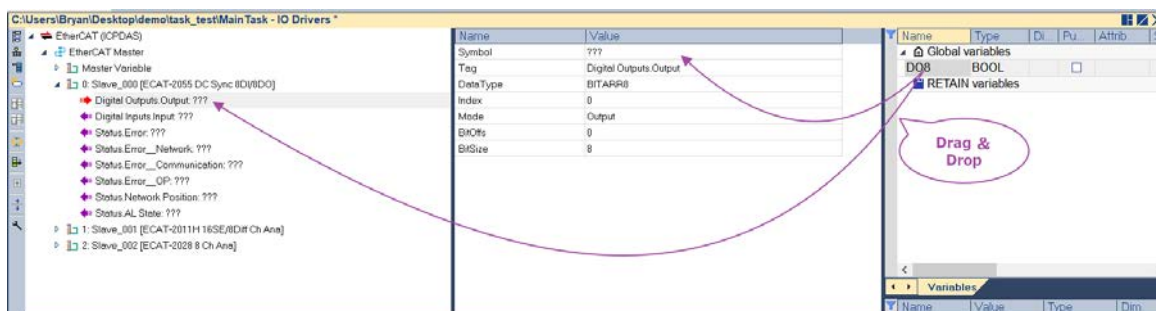 C:\Users\Bryan\Desktop\demo\task_test\Main Task - IO Drivers *
EtherCAT (ICPDAS)
EtherCAT Master
Master Variable
0: Slave_000 [ECAT-2055 DC Sync 8DI/8DO]
Digital Outputs.Output: ???
Digital Inputs.Input: ???
Status.Error: ???
Status.Error__Network: ???
Status.Error__Communication: ???
Status.Error__OP: ???
Status.Network Position: ???
Status.AL State: ???
1: Slave_001 [ECAT-2011H 16SE/8Diff Ch Ana]
2: Slave_002 [ECAT-2028 8 Ch Ana]
Name Value
Symbol ???
Tag Digital Outputs.Output
DataType BITARR8
Index 0
Mode Output
BitOffs 0
BitSize 8
Name Type Di... Pu... Attrib.
Global variables
DO8 BOOL
RETAIN variables
Drag &
Drop
Variables
Name Value Type Dim.